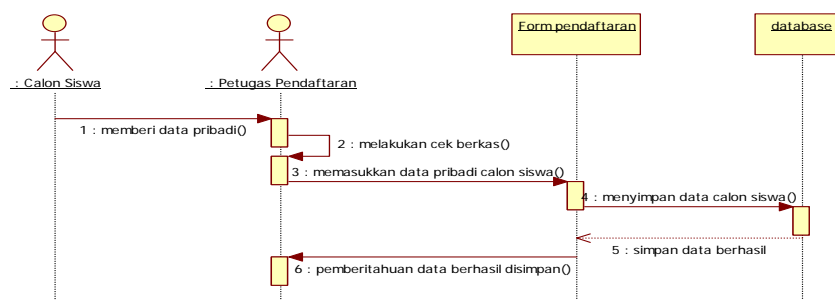 Form pendaftaran
database
: Calon Siswa
: Petugas Pendaftaran
1 : memberi data pribadi()
2 : melakukan cek berkas()
3 : memasukkan data pribadi calon siswa()
4 : menyimpan data calon siswa()
5 : simpan data berhasil
6 : pemberitahuan data berhasil disimpan()